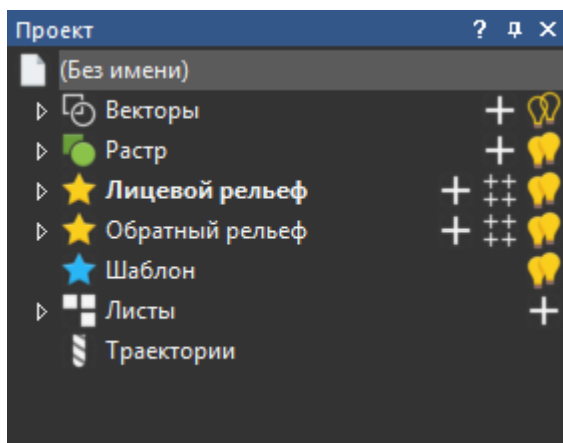 Проект
(Без имени)
Векторы
Растр
Лицевой рельеф
Обратный рельеф
Шаблон
Листы
Траектории